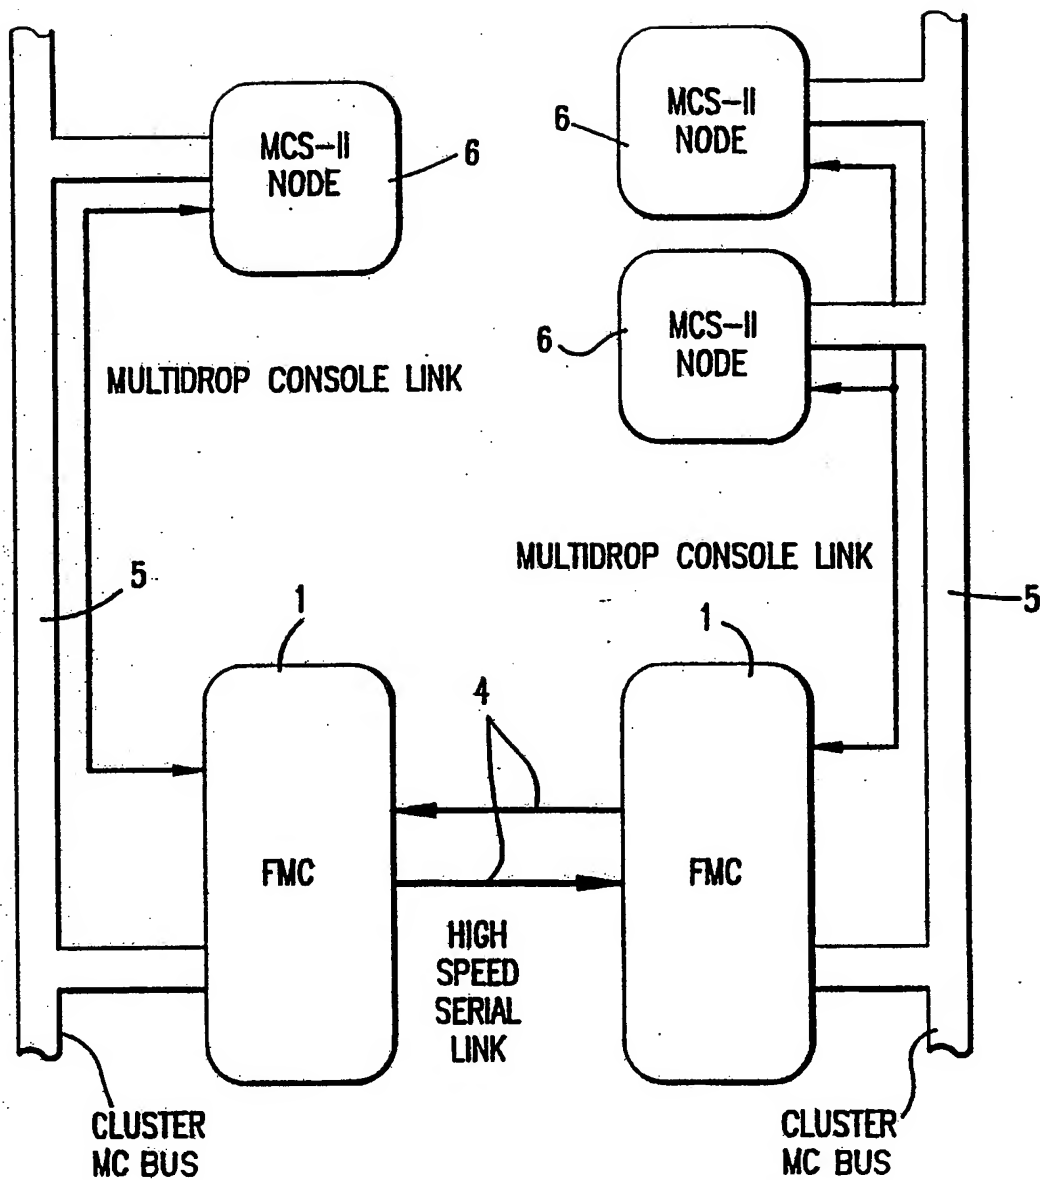 MCS-II
NODE
6
6
MCS-II
NODE
6
MCS-II
NODE
MULTIDROP CONSOLE LINK
MULTIDROP CONSOLE LINK
5
5
1
1
4
FMC
FMC
HIGH
SPEED
SERIAL
LINK
CLUSTER
MC BUS
CLUSTER
MC BUS